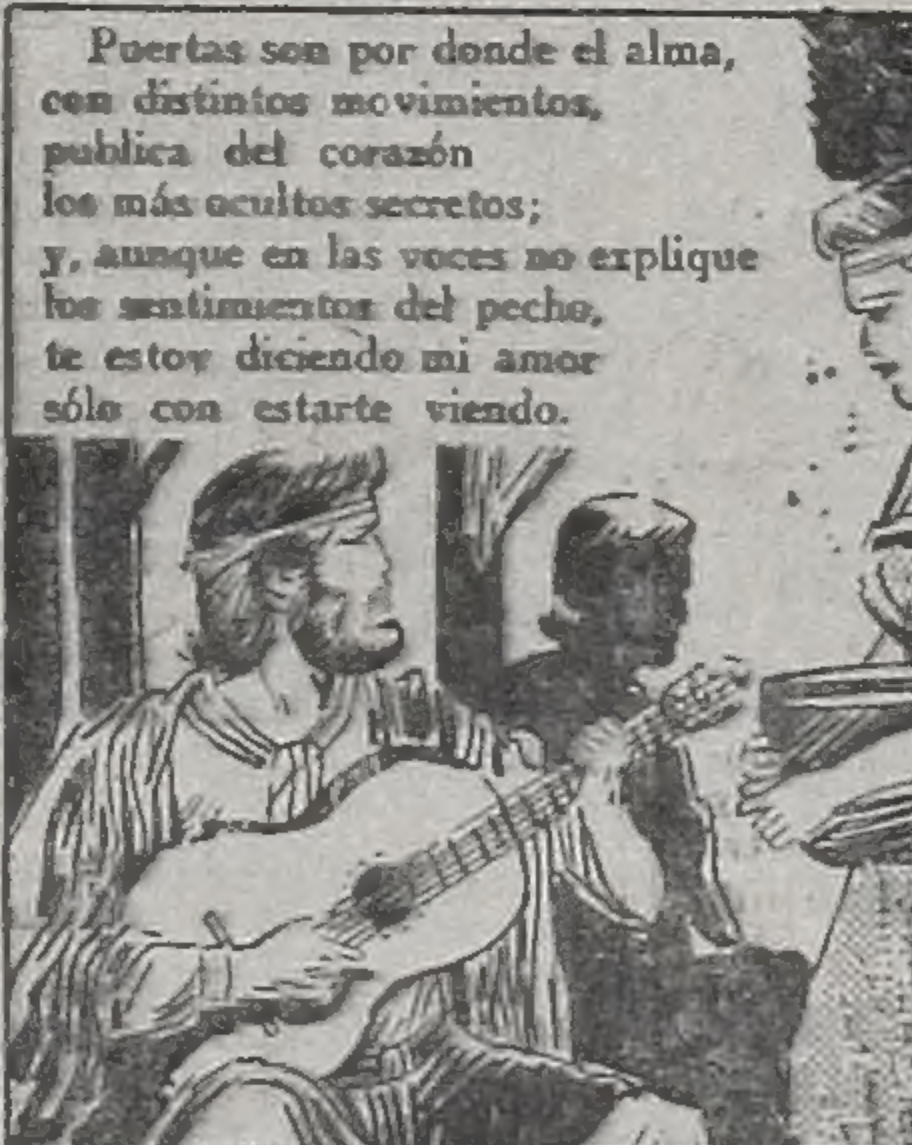 Puertas son por donde el alma,
con distintos movimientos,
publica del corazón
los más ocultos secretos;
y, aunque en las voces no explique
los sentimientos del pecho,
te estoy diciendo mi amor
sólo con estarte viendo.